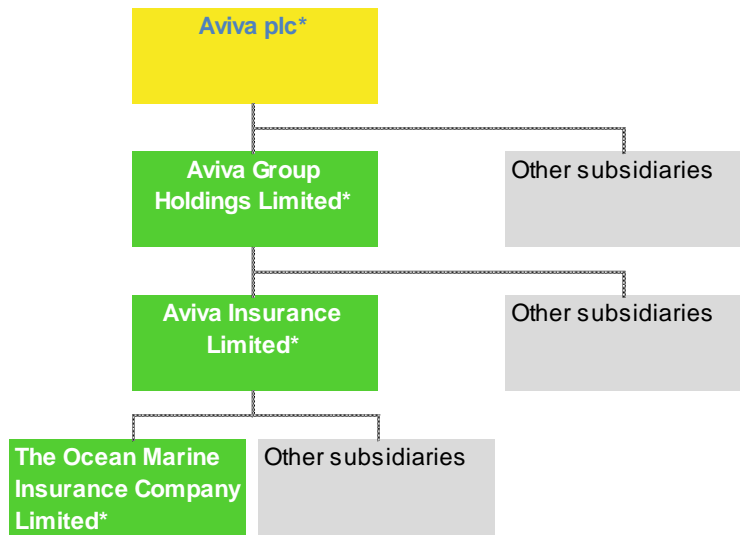 Aviva plc*
Aviva Group
Holdings Limited*
Other subsidiaries
Aviva Insurance
Limited*
Other subsidiaries
The Ocean Marine
Insurance Company
Limited*
Other subsidiaries